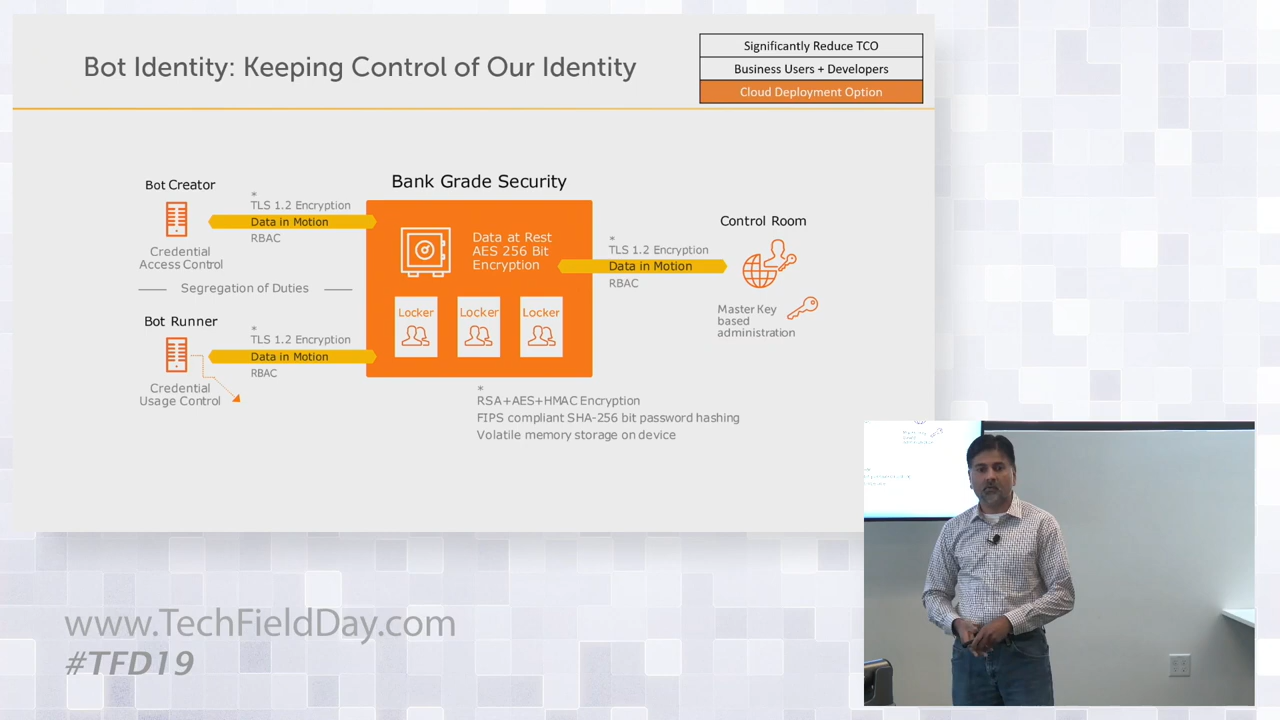 Bot Identity: Keeping Control of Our Identity
Significantly Reduce TCO
Business Users + Developers
Cloud Deployment Option
Bank Grade Security
Bot Creator
*
TLS 1.2 Encryption
Data in Motion
RBAC
Credential
Access Control
Segregation of Duties
Bot Runner
*
TLS 1.2 Encryption
Data in Motion
RBAC
Credential
Usage Control
Data at Rest
AES 256 Bit
Encryption
Locker
Locker
Locker
*
TLS 1.2 Encryption
Data in Motion
RBAC
Control Room
Master Key
based
administration
*
RSA+AES+HMAC Encryption
FIPS compliant SHA-256 bit password hashing
Volatile memory storage on device
www.TechFieldDay.com
#TFD19